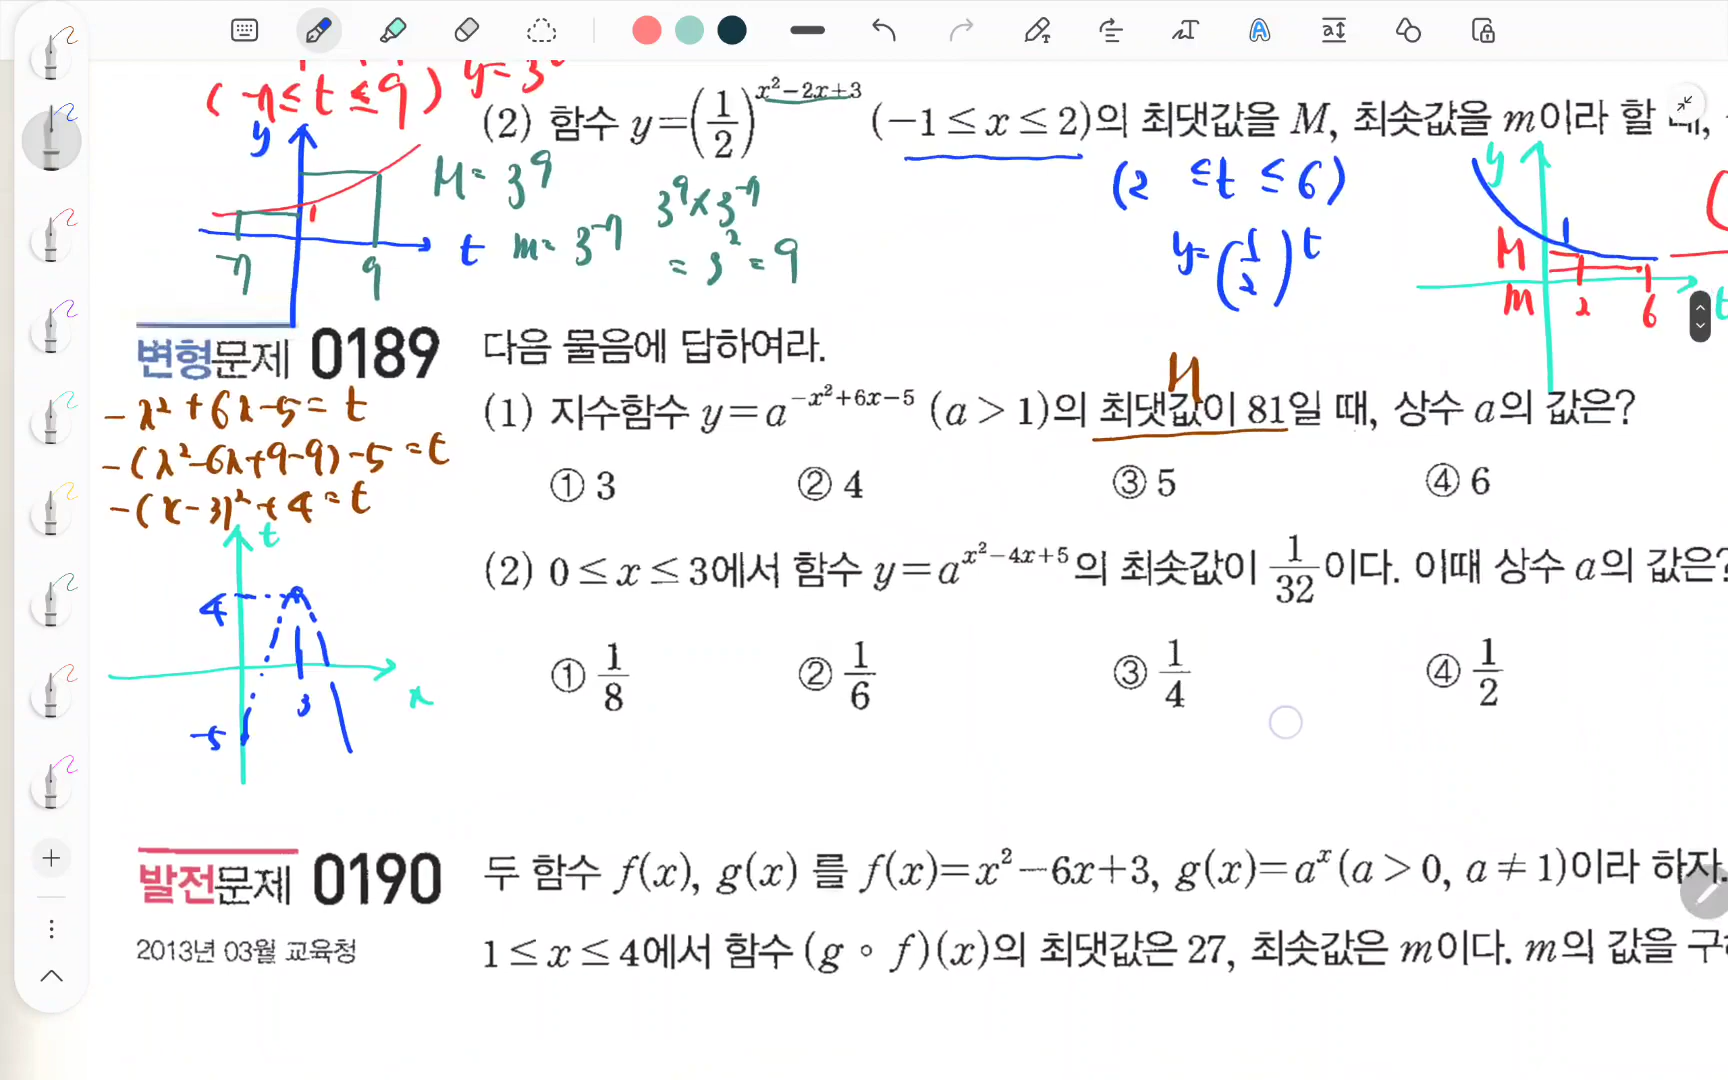 (-7≤t≤9) y=3
(2) 함수 y=(1/2)^(x²-2x+3) (-1≤x≤2)의 최댓값을 M, 최솟값을 m이라 할
y
1
-7
9
t
M=3⁹
m=3⁻⁷
3⁹×3⁻⁷
=3²=9
(2≤t≤6)
y=(1/2)^t
y
1
M
m
2
6
t
변형문제 0189 다음 물음에 답하여라.
(1) 지수함수 y=a^(-x²+6x-5) (a>1)의 최댓값이 81일 때, 상수 a의 값은?
M
① 3 ② 4 ③ 5 ④ 6
-x²+6x-5=t
-(x²-6x+9-9)-5=t
-(x-3)²+4=t
t
4
3
-5
x
(2) 0≤x≤3에서 함수 y=a^(x²-4x+5)의 최솟값이 1/32이다. 이때 상수 a의 값은?
① 1/8 ② 1/6 ③ 1/4 ④ 1/2
발전문제 0190 두 함수 f(x), g(x) 를 f(x)=x²-6x+3, g(x)=a^x(a>0, a≠1)이라 하자.
2013년 03월 교육청
1≤x≤4에서 함수 (g∘f)(x)의 최댓값은 27, 최솟값은 m이다. m의 값을